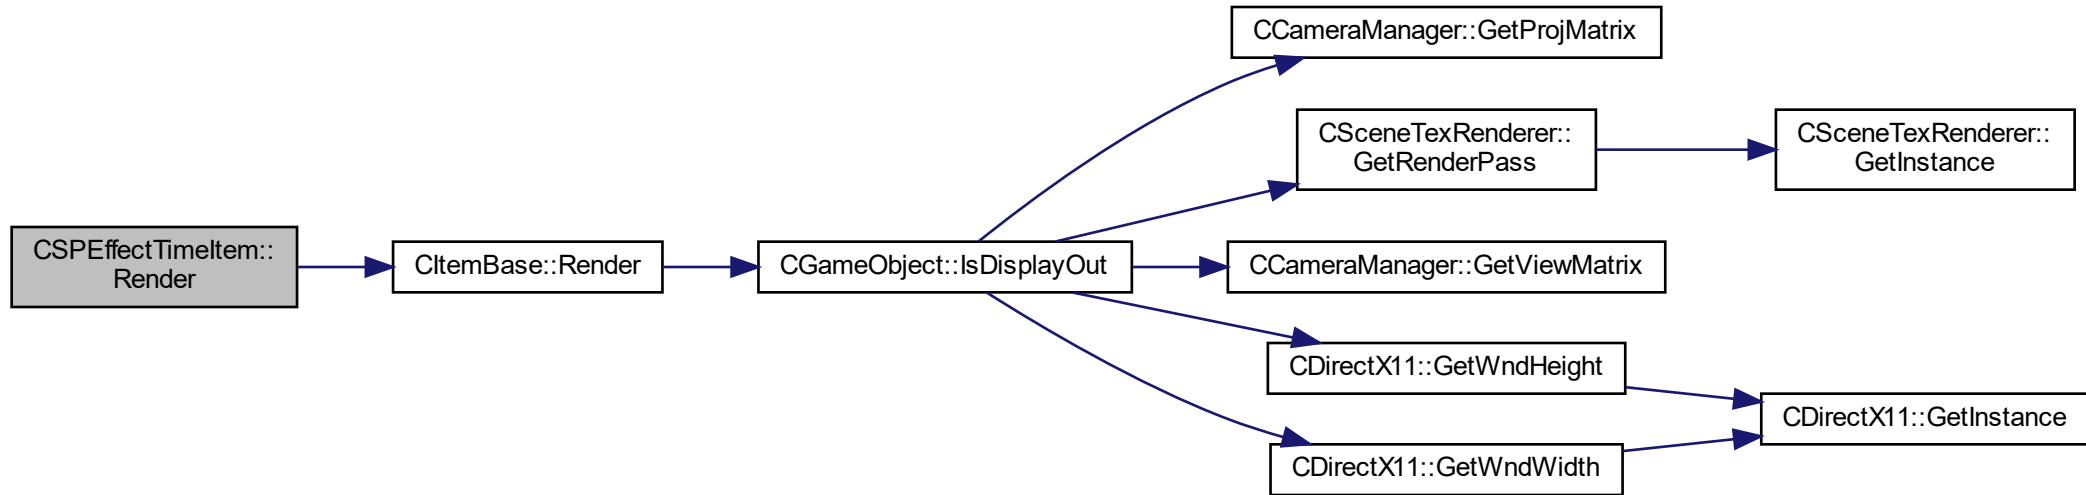 CSPEffectTimeItem::
Render
CItemBase::Render
CGameObject::IsDisplayOut
CCameraManager::GetProjMatrix
CSceneTexRenderer::
GetRenderPass
CSceneTexRenderer::
GetInstance
CCameraManager::GetViewMatrix
CDirectX11::GetWndHeight
CDirectX11::GetInstance
CDirectX11::GetWndWidth